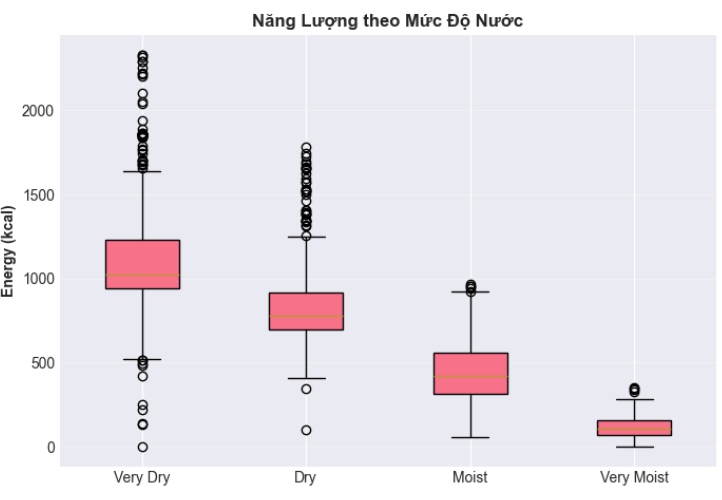 Năng Lượng theo Mức Độ Nước
Energy (kcal)
2000
1500
1000
500
0
Very Dry
Dry
Moist
Very Moist